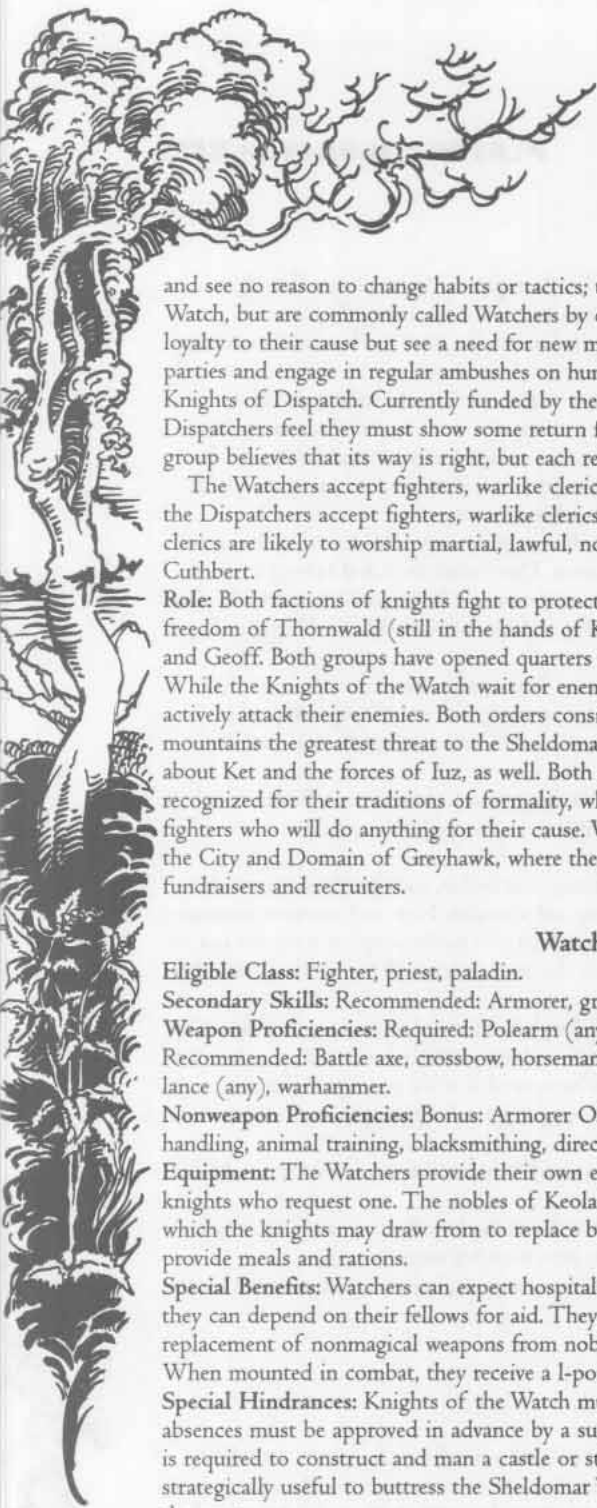 and see no reason to change habits or tactics;
Watch, but are commonly called Watchers by
loyalty to their cause but see a need for new
parties and engage in regular ambushes on
Knights of Dispatch. Currently funded by the
Dispatchers feel they must show some return
group believes that its way is right, but each
The Watchers accept fighters, warlike
the Dispatchers accept fighters, warlike clerics
clerics are likely to worship martial, lawful,
Cuthbert.
Role: Both factions of knights fight to protect
freedom of Thornwald (still in the hands of
and Geoff. Both groups have opened quarters
While the Knights of the Watch wait for
actively attack their enemies. Both orders
mountains the greatest threat to the
about Ket and the forces of Iuz, as well. Both
recognized for their traditions of formality,
fighters who will do anything for their cause.
the City and Domain of Greyhawk, where
fundraisers and recruiters.
Eligible Class: Fighter, priest, paladin.
Secondary Skills: Recommended: Armorer,
Weapon Proficiencies: Required: Polearm
Recommended: Battle axe, crossbow,
lance (any), warhammer.
Nonweapon Proficiencies: Bonus: Armorer
handling, animal training, blacksmithing,
Equipment: The Watchers provide their own
knights who request one. The nobles of
which the knights may draw from to replace
provide meals and rations.
Special Benefits: Watchers can expect
they can depend on their fellows for aid. They
replacement of nonmagical weapons from
When mounted in combat, they receive a
Special Hindrances: Knights of the Watch
absences must be approved in advance by a
is required to construct and man a castle or
strategically useful to buttress the Sheldomar